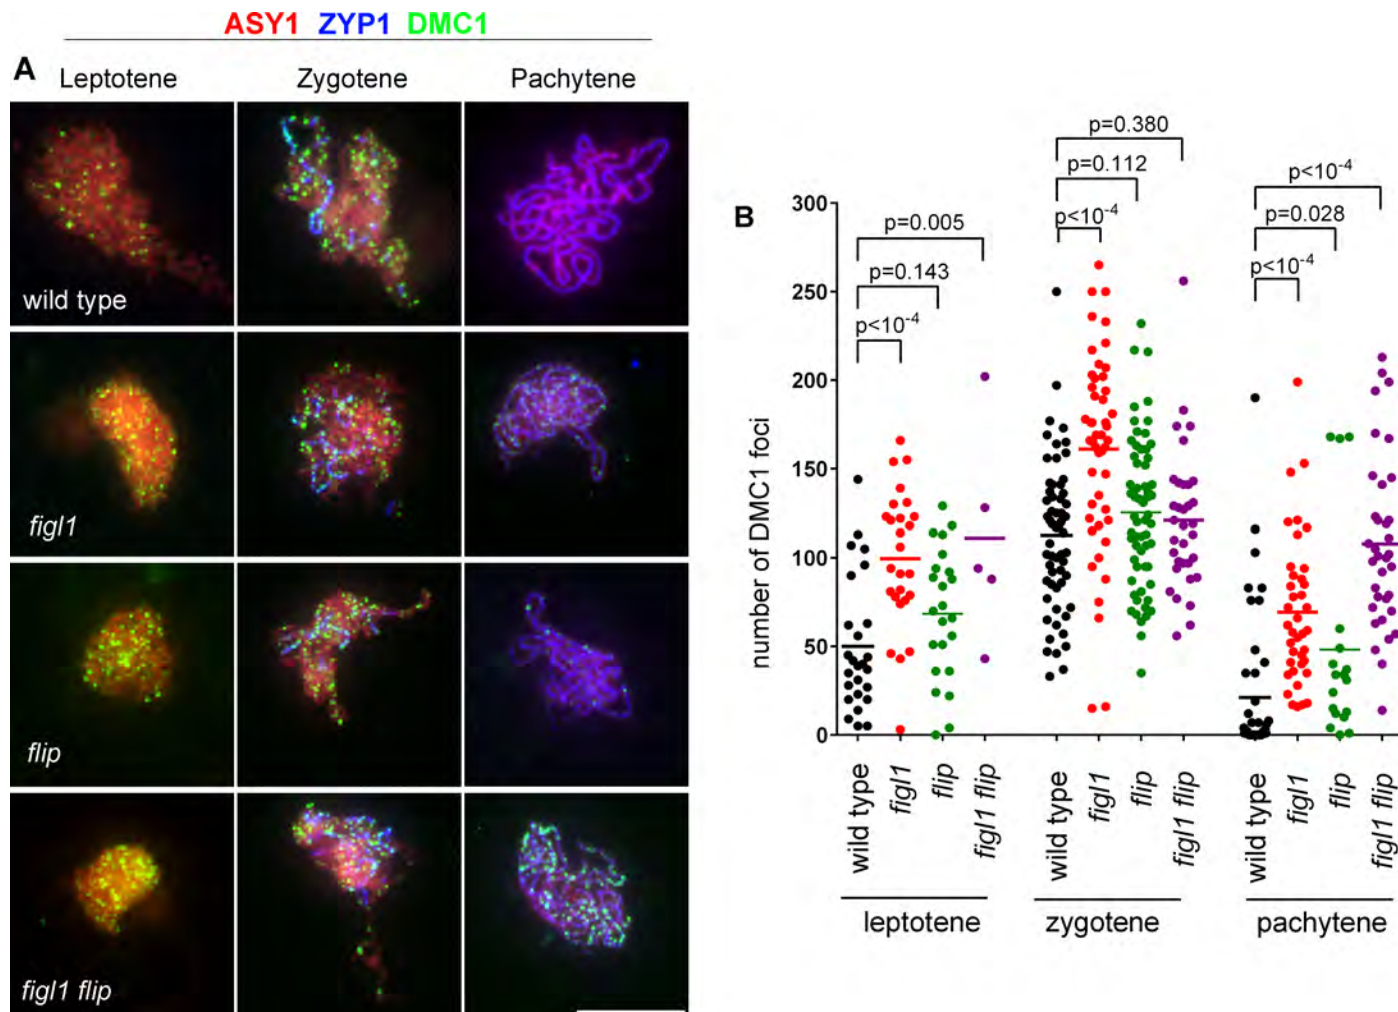 ASY1 ZYP1 DMC1
A
Leptotene Zygotene Pachytene
wild type
figl1
flip
figl1 flip
B
number of DMC1 foci
300
250
200
150
100
50
0
p=0.005
p=0.143
p<10-4
p=0.380
p=0.112
p<10-4
p<10-4
p=0.028
p<10-4
wild type
figl1
flip
figl1 flip
wild type
figl1
flip
figl1 flip
wild type
figl1
flip
figl1 flip
leptotene zygotene pachytene